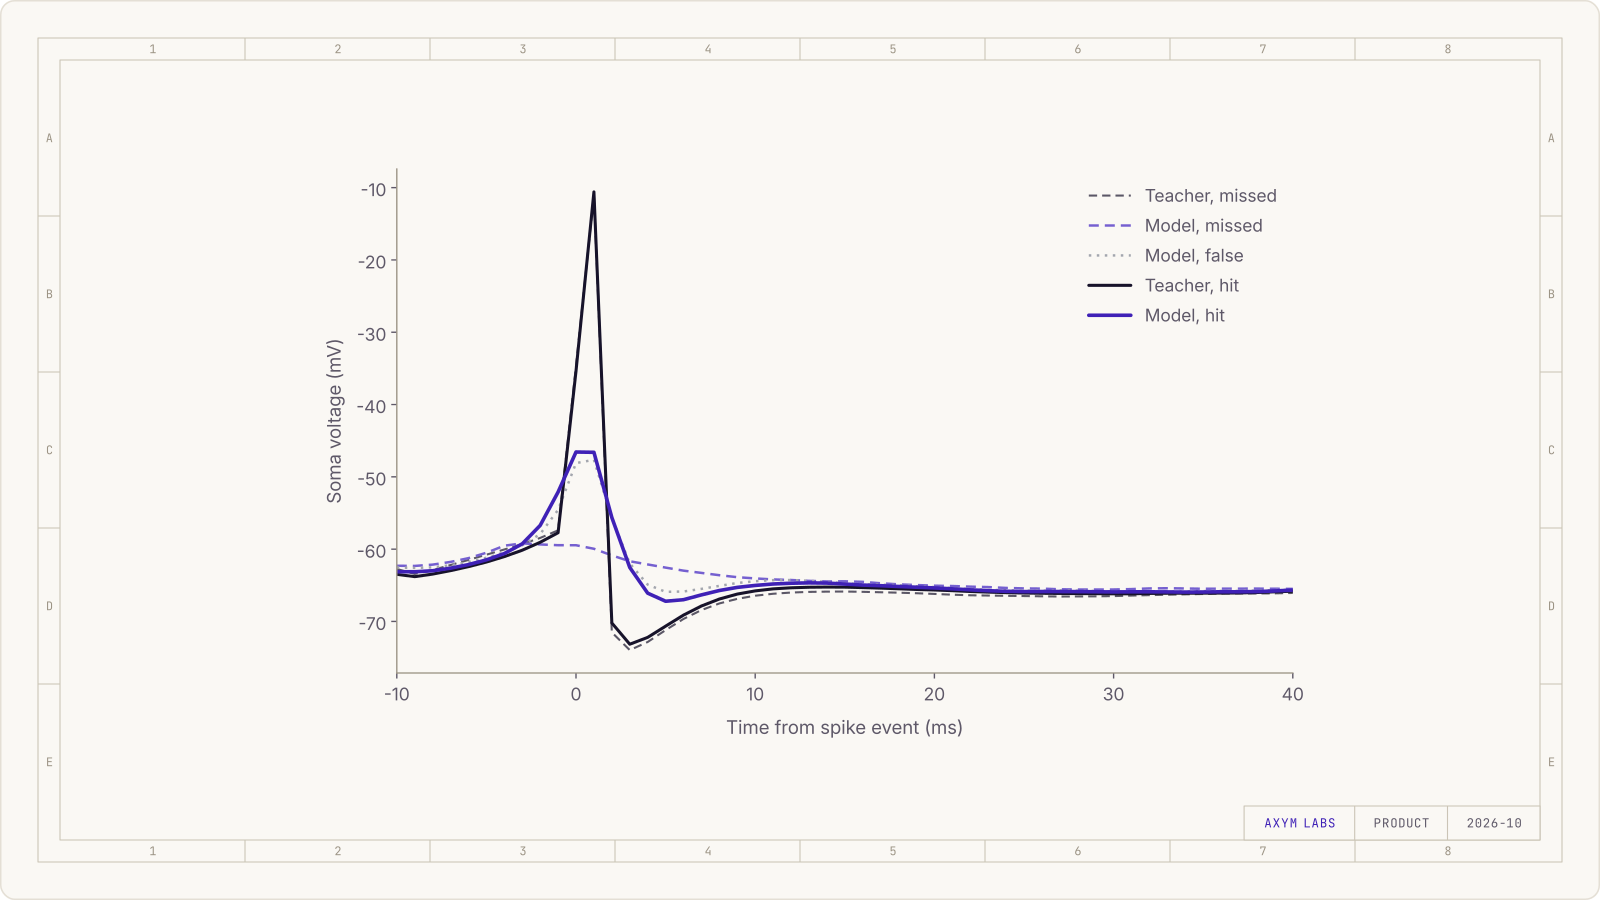 1 2 3 4 5 6 7 8
A A
-10 Teacher, missed
Model, missed
-20 Model, false
Teacher, hit
B B
Model, hit
-30
-40
Soma voltage (mV)
C C
-50
-60
D D
-70
-10 0 10 20 30 40
Time from spike event (ms)
E E
AXYM LABS PRODUCT 2026-10
1 2 3 4 5 6 7 8